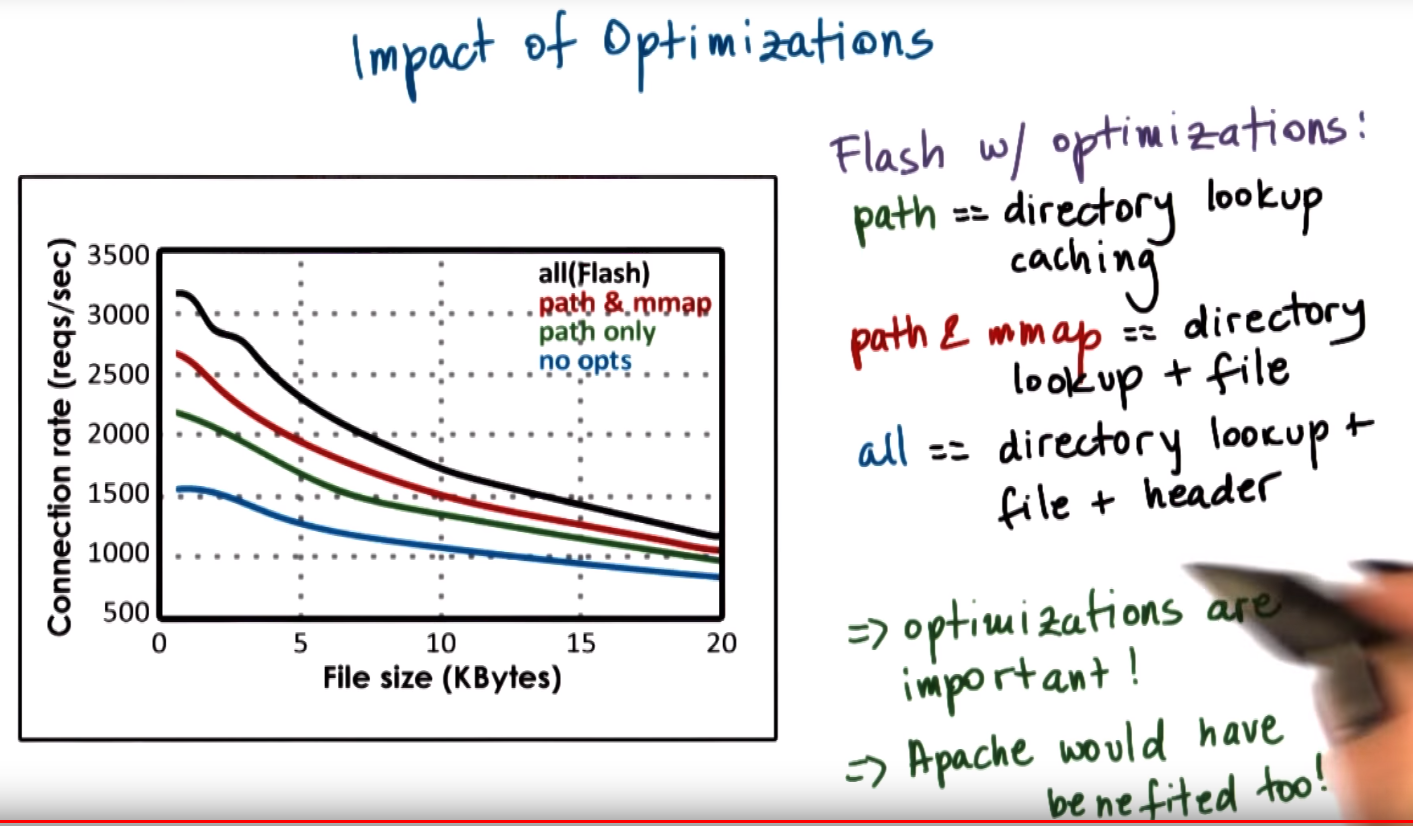 Impact of Optimizations
Connection rate (reqs/sec)
3500
3000
2500
2000
1500
1000
500
all(Flash)
path & mmap
path only
no opts
0 5 10 15 20
File size (KBytes)
Flash w/ optimizations:
path == directory lookup
caching
path & mmap == directory
lookup + file
all == directory lookup +
file + header
=> optimizations are
important!
=> Apache would have
benefited too!